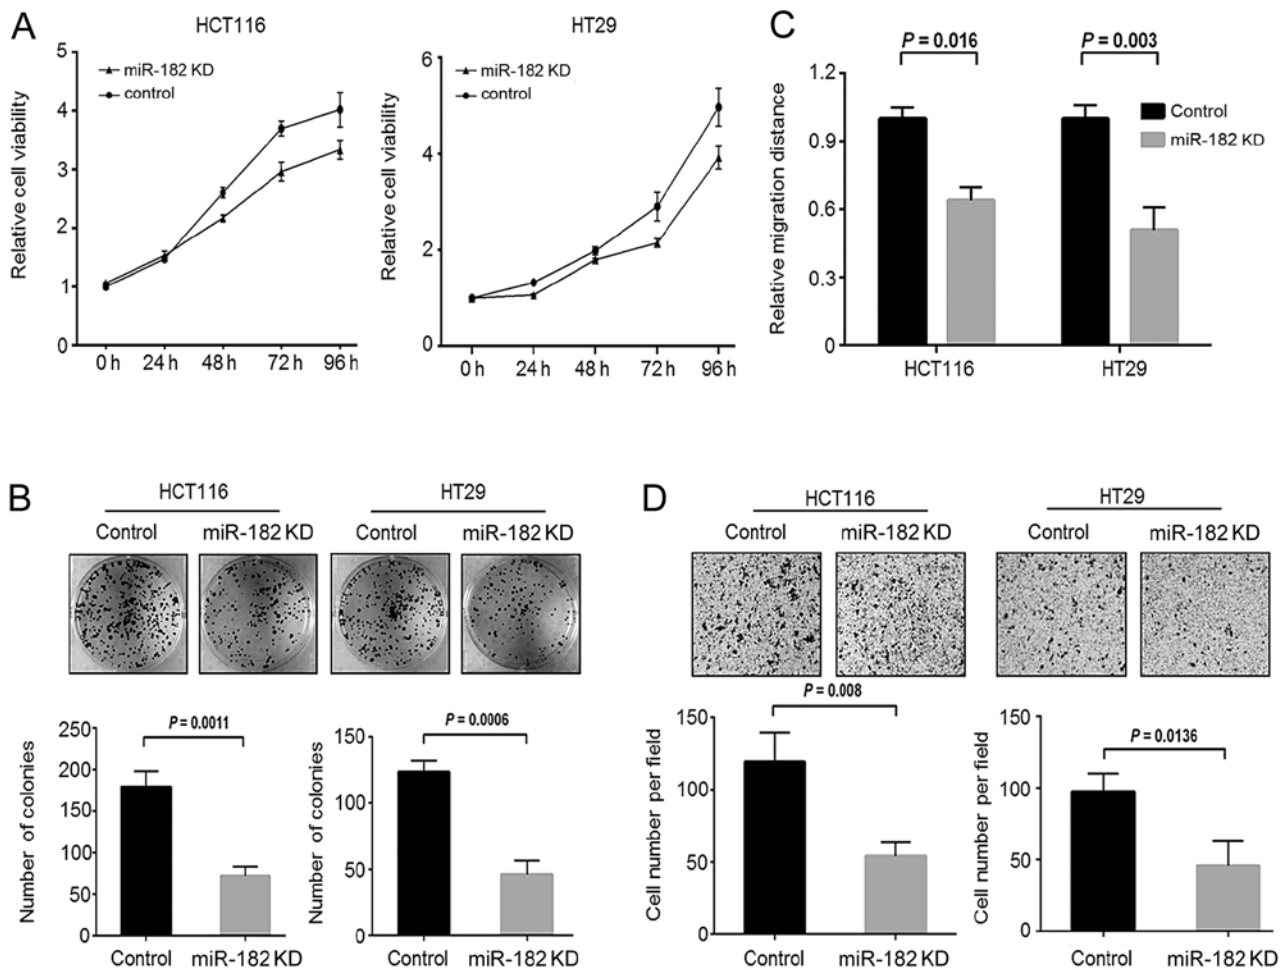 A
HCT116
5
4
3
2
1
0
Relative cell viability
miR-182 KD
control
0 h 24 h 48 h 72 h 96 h
HT29
6
4
2
0
Relative cell viability
miR-182 KD
control
0 h 24 h 48 h 72 h 96 h
C
P = 0.016
P = 0.003
1.2
0.9
0.6
0.3
0
Relative migration distance
Control
miR-182 KD
HCT116 HT29
B
HCT116 HT29
Control miR-182 KD Control miR-182 KD
P = 0.0011
250
200
150
100
50
0
Number of colonies
Control miR-182 KD
P = 0.0006
150
100
50
0
Number of colonies
Control miR-182 KD
D
HCT116 HT29
Control miR-182 KD Control miR-182 KD
P = 0.008
150
100
50
0
Cell number per field
Control miR-182 KD
P = 0.0136
150
100
50
0
Cell number per field
Control miR-182 KD